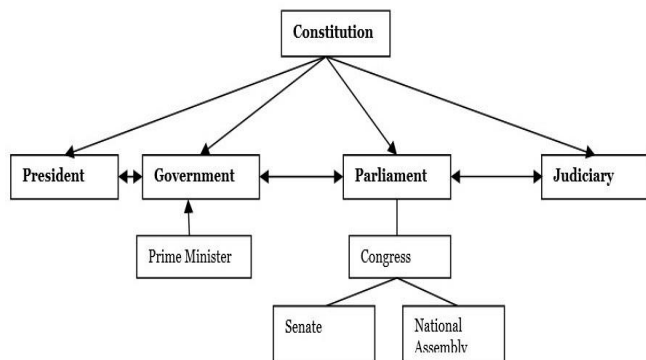 Constitution
President
Government
Parliament
Judiciary
Prime Minister
Congress
Senate
National
Assembly